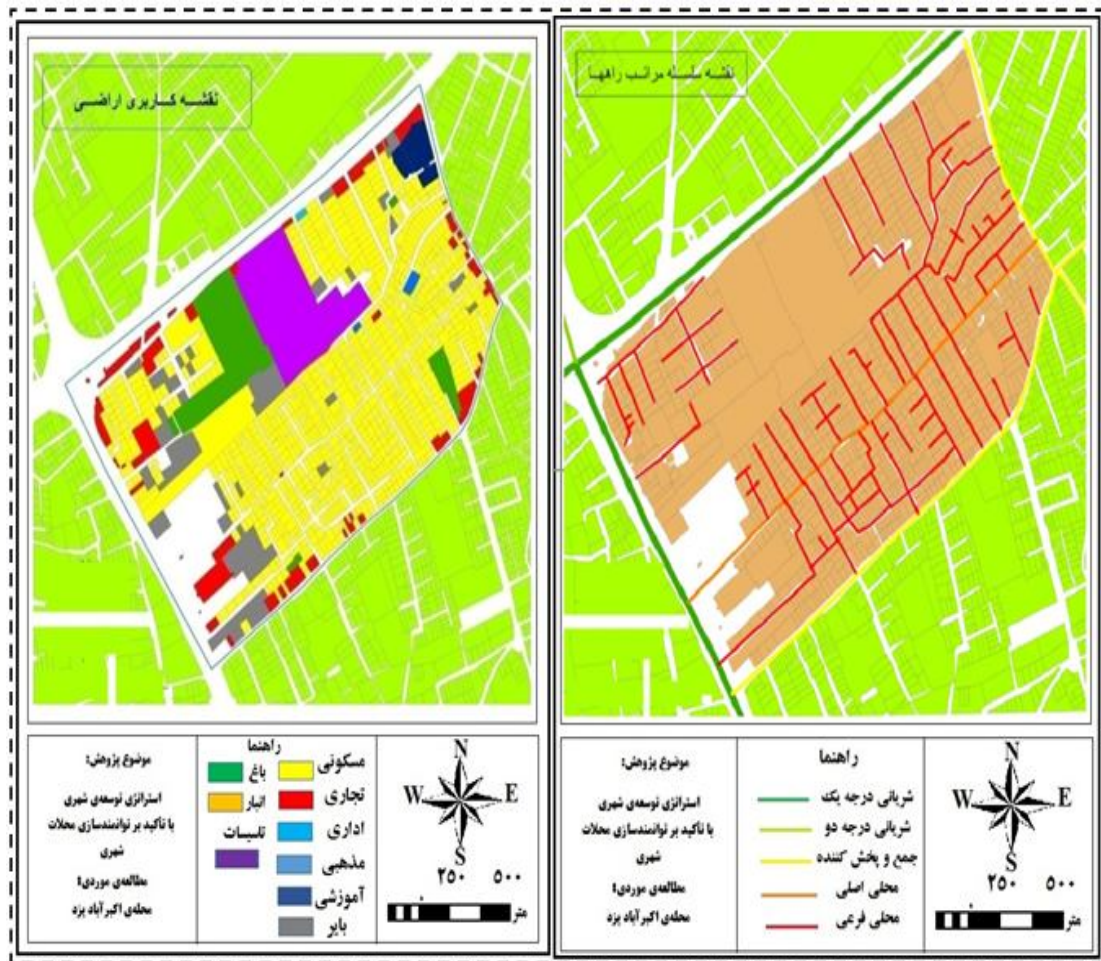 نقشه سلسله مراتب راهها
نقشه کاربری اراضی
راهنما
شریانی درجه یک
شریانی درجه دو
جمع و پخش کننده
محلی اصلی
محلی فرعی
موضوع پژوهش:
استراتژی توسعه‌ی شهری
با تأکید بر توانمندسازی محلات
شهری
مطالعه‌ی موردی:
محله‌ی اکبرآباد یزد
N
W E
S
۲۵۰ ۵۰۰
متر
راهنما
مسکونی
تجاری
اداری
مذهبی
آموزشی
بایر
باغ
انبار
تاسیسات
موضوع پژوهش:
استراتژی توسعه‌ی شهری
با تأکید بر توانمندسازی محلات
شهری
مطالعه‌ی موردی:
محله‌ی اکبرآباد یزد
N
W E
S
۲۵۰ ۵۰۰
متر